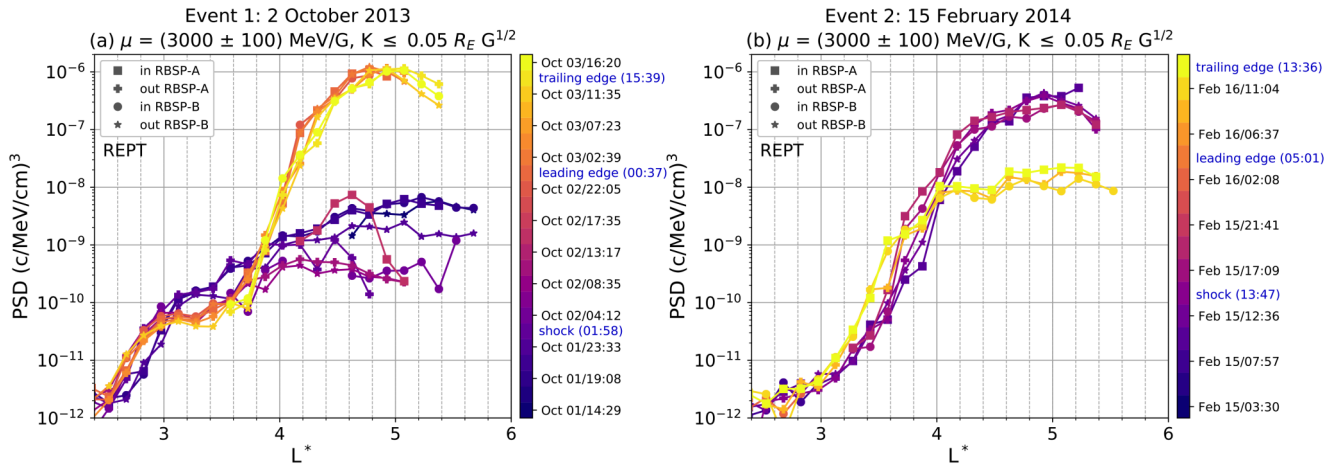 Event 1: 2 October 2013
(a) μ = (3000 ± 100) MeV/G, K ≤ 0.05 R_E G^{1/2}
PSD (c/MeV/cm)^3
10^{-6}
10^{-7}
10^{-8}
10^{-9}
10^{-10}
10^{-11}
10^{-12}
in RBSP-A
out RBSP-A
in RBSP-B
out RBSP-B
REPT
3 4 5 6
L^*
Oct 03/16:20
trailing edge (15:39)
Oct 03/11:35
Oct 03/07:23
Oct 03/02:39
leading edge (00:37)
Oct 02/22:05
Oct 02/17:35
Oct 02/13:17
Oct 02/08:35
Oct 02/04:12
shock (01:58)
Oct 01/23:33
Oct 01/19:08
Oct 01/14:29
Event 2: 15 February 2014
(b) μ = (3000 ± 100) MeV/G, K ≤ 0.05 R_E G^{1/2}
PSD (c/MeV/cm)^3
10^{-6}
10^{-7}
10^{-8}
10^{-9}
10^{-10}
10^{-11}
10^{-12}
in RBSP-A
out RBSP-A
in RBSP-B
out RBSP-B
REPT
3 4 5 6
L^*
trailing edge (13:36)
Feb 16/11:04
Feb 16/06:37
leading edge (05:01)
Feb 16/02:08
Feb 15/21:41
Feb 15/17:09
shock (13:47)
Feb 15/12:36
Feb 15/07:57
Feb 15/03:30